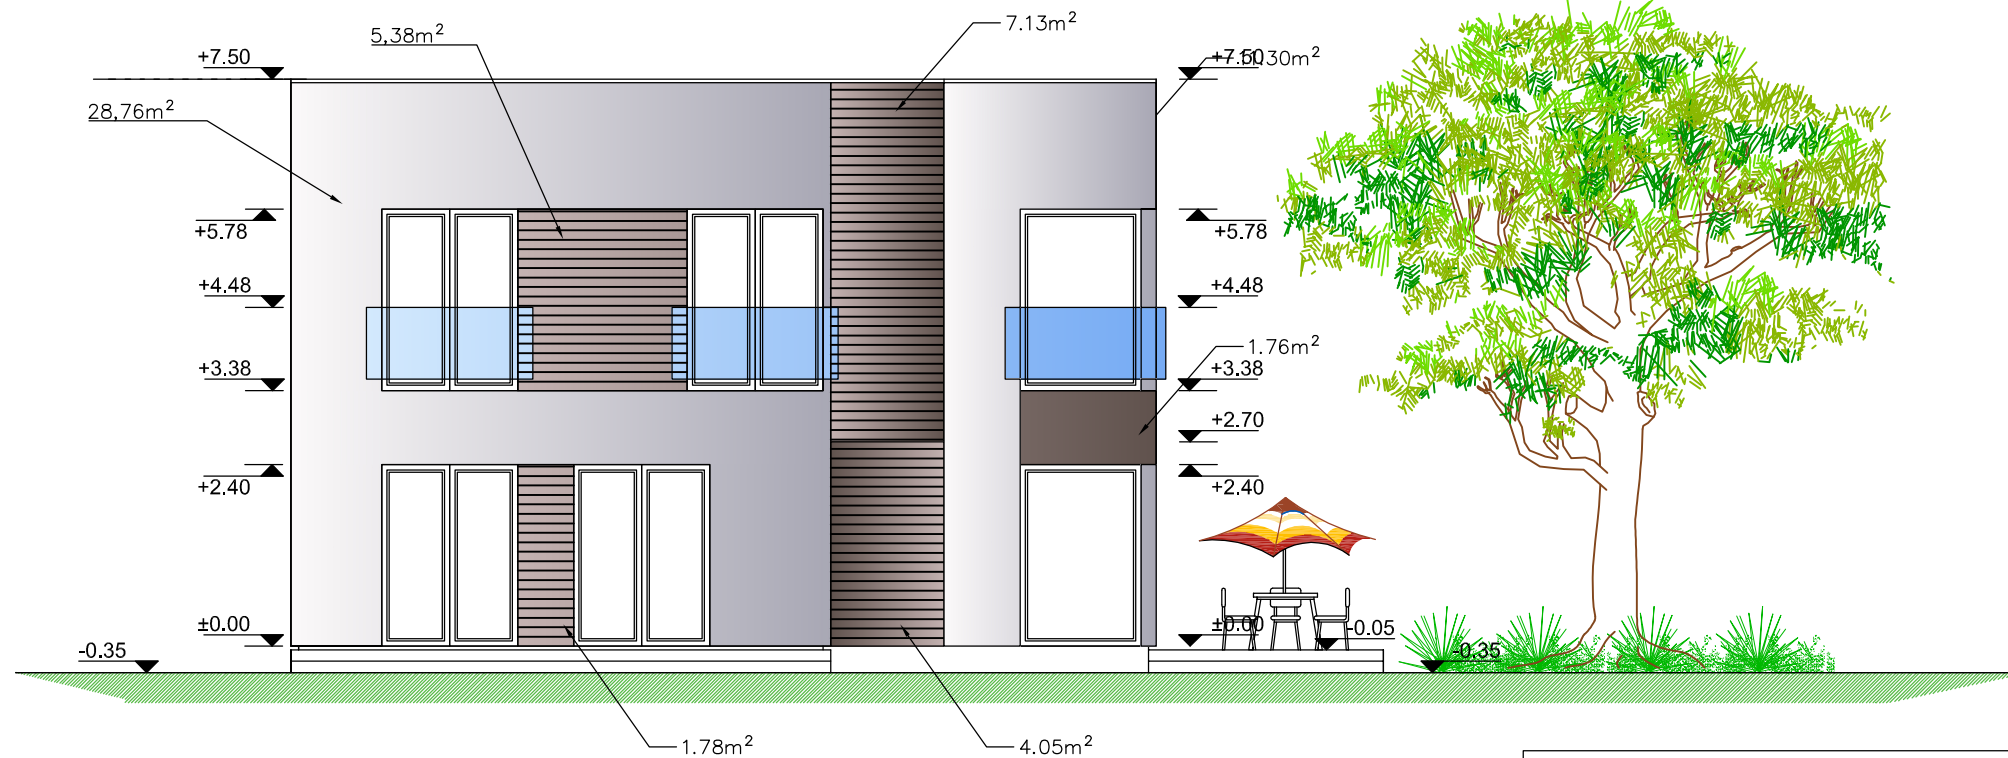 5,38m²
7.13m²
+7.50
+7.50
11.30m²
28,76m²
+5.78
+5.78
+4.48
+4.48
1.76m²
+3.38
+3.38
+2.70
+2.40
+2.40
±0.00
±0.00
-0.05
-0.35
-0.35
1.78m²
4.05m²